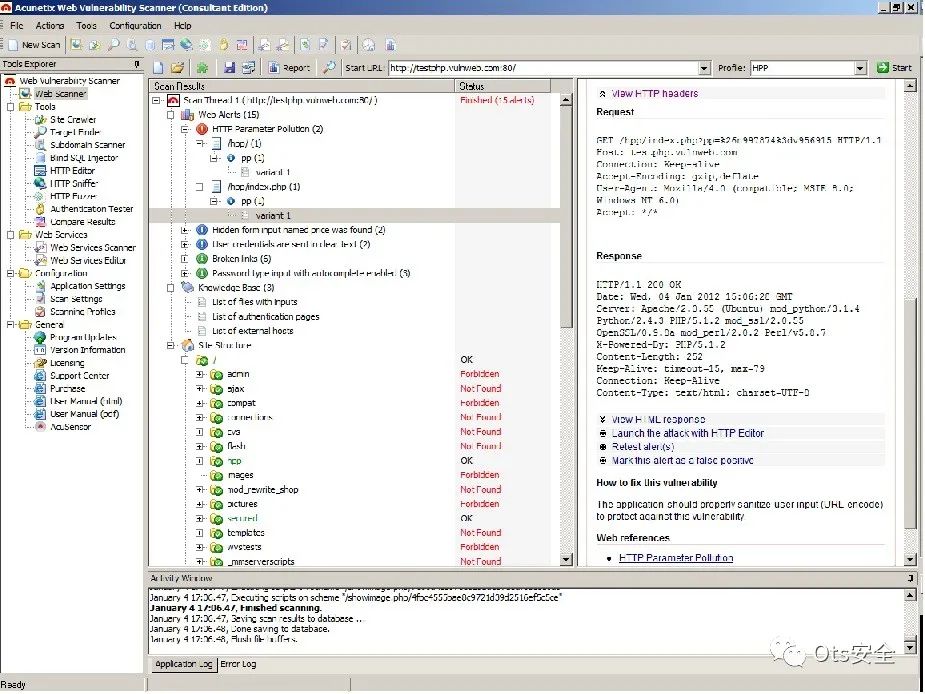 Acunetix Web Vulnerability Scanner (Consultant Edition)
File Actions Tools Configuration Help
New Scan
Tools Explorer
Web Vulnerability Scanner
Web Scanner
Tools
Site Crawler
Target Finder
Subdomain Scanner
Blind SQL Injector
HTTP Editor
HTTP Sniffer
HTTP Fuzzer
Authentication Tester
Compare Results
Web Services
Web Services Scanner
Web Services Editor
Configuration
Application Settings
Scan Settings
Scanning Profiles
General
Program Updates
Version Information
Licensing
Support Center
Purchase
User Manual (html)
User Manual (pdf)
AcuSensor
Report Start URL: http://testphp.vulnweb.com:80/ Profile: HPP Start
Scan Results Status
Scan Thread 1 ( http://testphp.vulnweb.com:80/ ) Finished (15 alerts)
Web Alerts (15)
HTTP Parameter Pollution (2)
/hpp/ (1)
pp (1)
variant 1
/hpp/index.php (1)
pp (1)
variant 1
Hidden form input named price was found (2)
User credentials are sent in clear text (2)
Broken links (6)
Password type input with autocomplete enabled (3)
Knowledge Base (3)
List of files with inputs
List of authentication pages
List of external hosts
Site Structure
/ OK
admin Forbidden
ajax Not Found
compat Forbidden
connections Not Found
cvs Not Found
flash Not Found
hpp OK
images Forbidden
mod_rewrite_shop Not Found
pictures Forbidden
secured OK
templates Not Found
wvstests Forbidden
_mmserverscripts Not Found
View HTTP headers
Request
GET /hpp/index.php?pp=%26n997874%3dv956915 HTTP/1.1
Host: testphp.vulnweb.com
Connection: Keep-alive
Accept-Encoding: gzip,deflate
User-Agent: Mozilla/4.0 (compatible; MSIE 8.0;
Windows NT 6.0)
Accept: */*
Response
HTTP/1.1 200 OK
Date: Wed, 04 Jan 2012 15:06:28 GMT
Server: Apache/2.0.55 (Ubuntu) mod_python/3.1.4
Python/2.4.3 PHP/5.1.2 mod_ssl/2.0.55
OpenSSL/0.9.8a mod_perl/2.0.2 Perl/v5.8.7
X-Powered-By: PHP/5.1.2
Content-Length: 252
Keep-Alive: timeout=15, max=79
Connection: Keep-Alive
Content-Type: text/html; charset=UTF-8
View HTML response
Launch the attack with HTTP Editor
Retest alert(s)
Mark this alert as a false positive
How to fix this vulnerability
The application should properly sanitize user input (URL encode)
to protect against this vulnerability.
Web references
HTTP Parameter Pollution
Activity Window
January 4 17:06.47, Executing scripts on scheme
January 4 17:06.47, Finished scanning.
January 4 17:06.47, Saving scan results to database ...
January 4 17:06.48, Done saving to database.
January 4 17:06.48, Flush file buffers.
Application Log Error Log
Ots安全
Ready